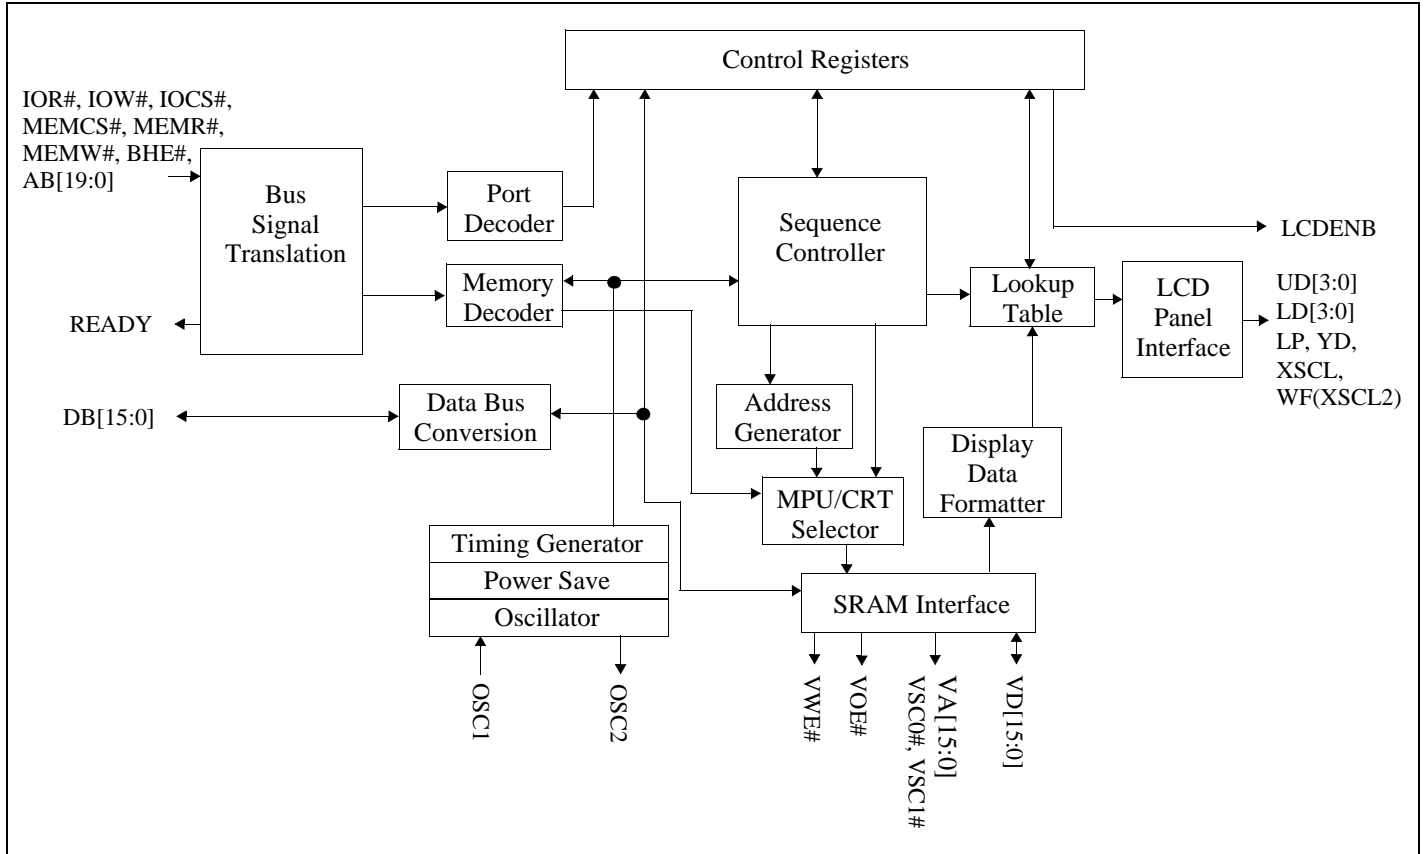 Control Registers
IOR#, IOW#, IOCS#,
MEMCS#, MEMR#,
MEMW#, BHE#,
AB[19:0]
Bus
Signal
Translation
Port
Decoder
Sequence
Controller
LCDENB
Memory
Decoder
Lookup
Table
LCD
Panel
Interface
UD[3:0]
LD[3:0]
LP, YD,
XSCL,
WF(XSCL2)
READY
DB[15:0]
Data Bus
Conversion
Address
Generator
Display
Data
Formatter
MPU/CRT
Selector
Timing Generator
Power Save
Oscillator
SRAM Interface
OSC1
OSC2
VWE#
VOE#
VA[15:0]
VSC0#, VSC1#
VD[15:0]